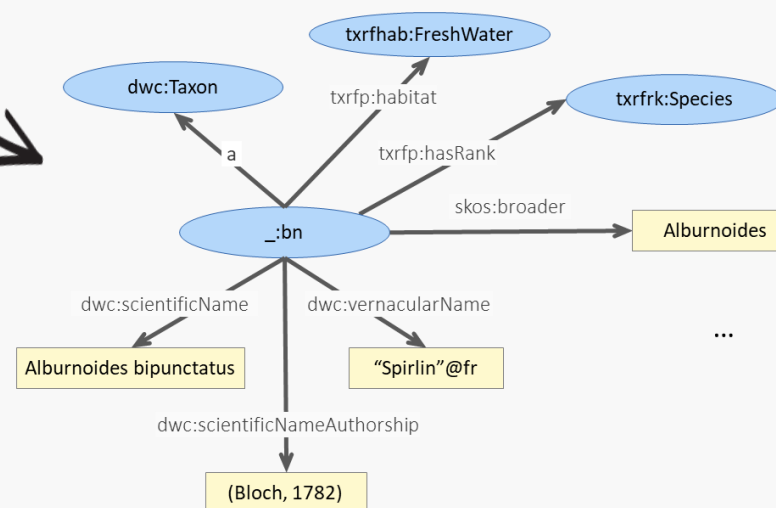 txrfhab:FreshWater
dwc:Taxon
txrfp:habitat
txrfrk:Species
a
txrfp:hasRank
skos:broader
_:bn
Alburnoides
dwc:scientificName
dwc:vernacularName
...
Alburnoides bipunctatus
“Spirlin”@fr
dwc:scientificNameAuthorship
(Bloch, 1782)